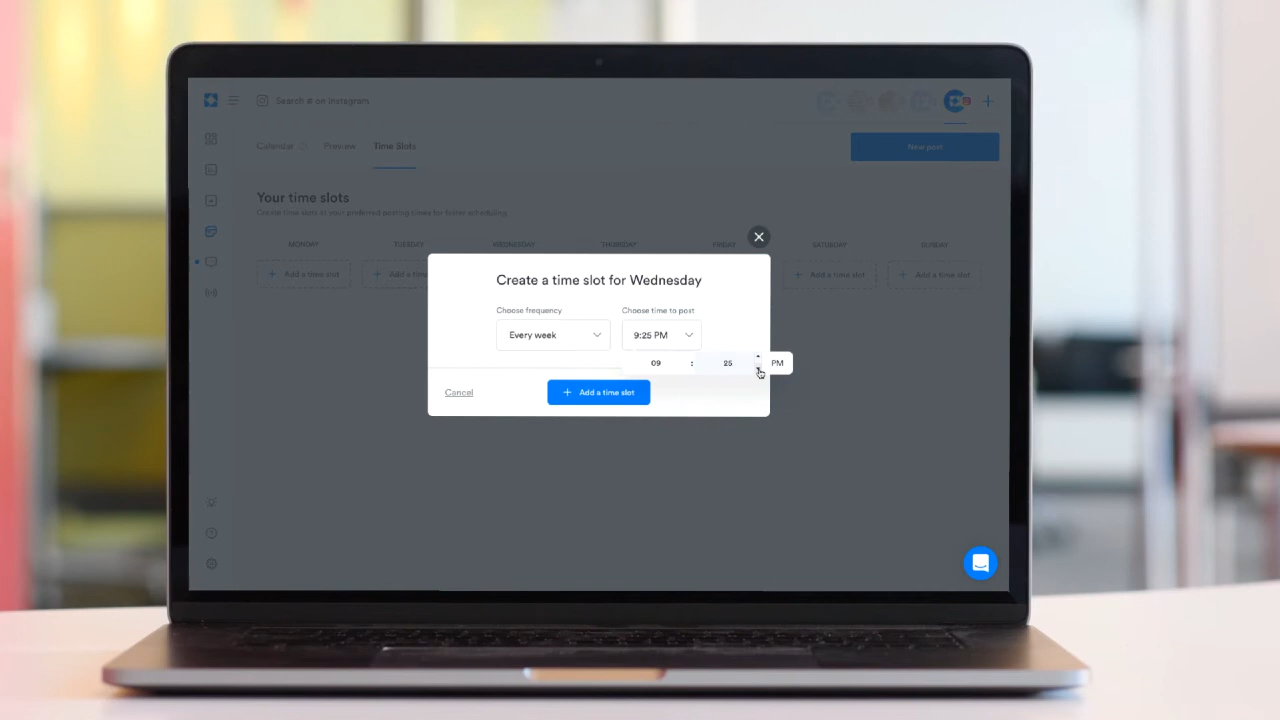 Search # on Instagram
Calendar Preview Time Slots
New post
Your time slots
Create time slots at your preferred posting times for faster scheduling.
MONDAY TUESDAY WEDNESDAY THURSDAY FRIDAY SATURDAY SUNDAY
+ Add a time slot + Add a time + Add a time slot + Add a time slot
Create a time slot for Wednesday
Choose frequency Choose time to post
Every week 9:25 PM
09 : 25 PM
Cancel + Add a time slot